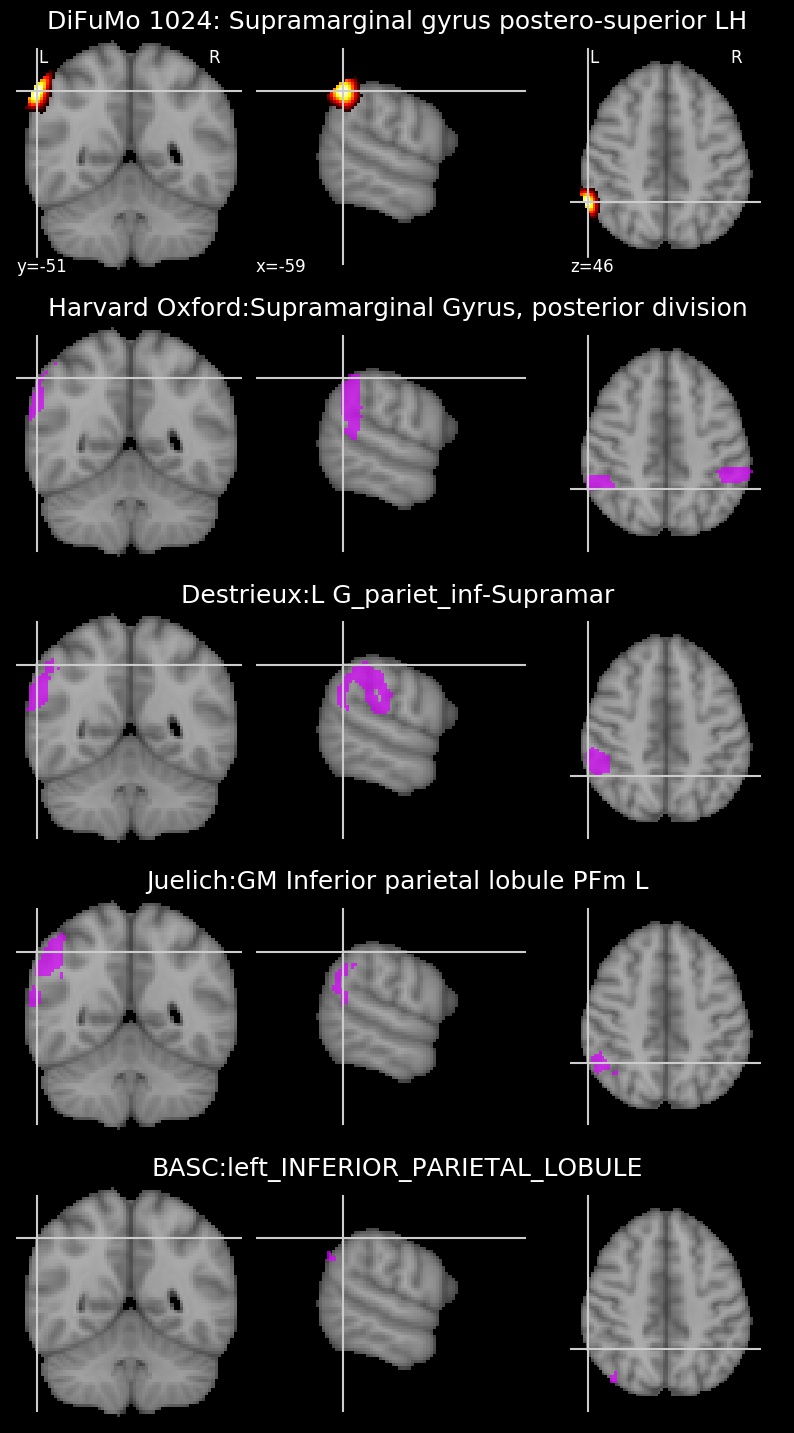 DiFuMo 1024: Supramarginal gyrus postero-superior LH
L R L R
y=-51 x=-59 z=46
Harvard Oxford:Supramarginal Gyrus, posterior division
Destrieux:L G_pariet_inf-Supramar
Juelich:GM Inferior parietal lobule PFm L
BASC:left_INFERIOR_PARIETAL_LOBULE